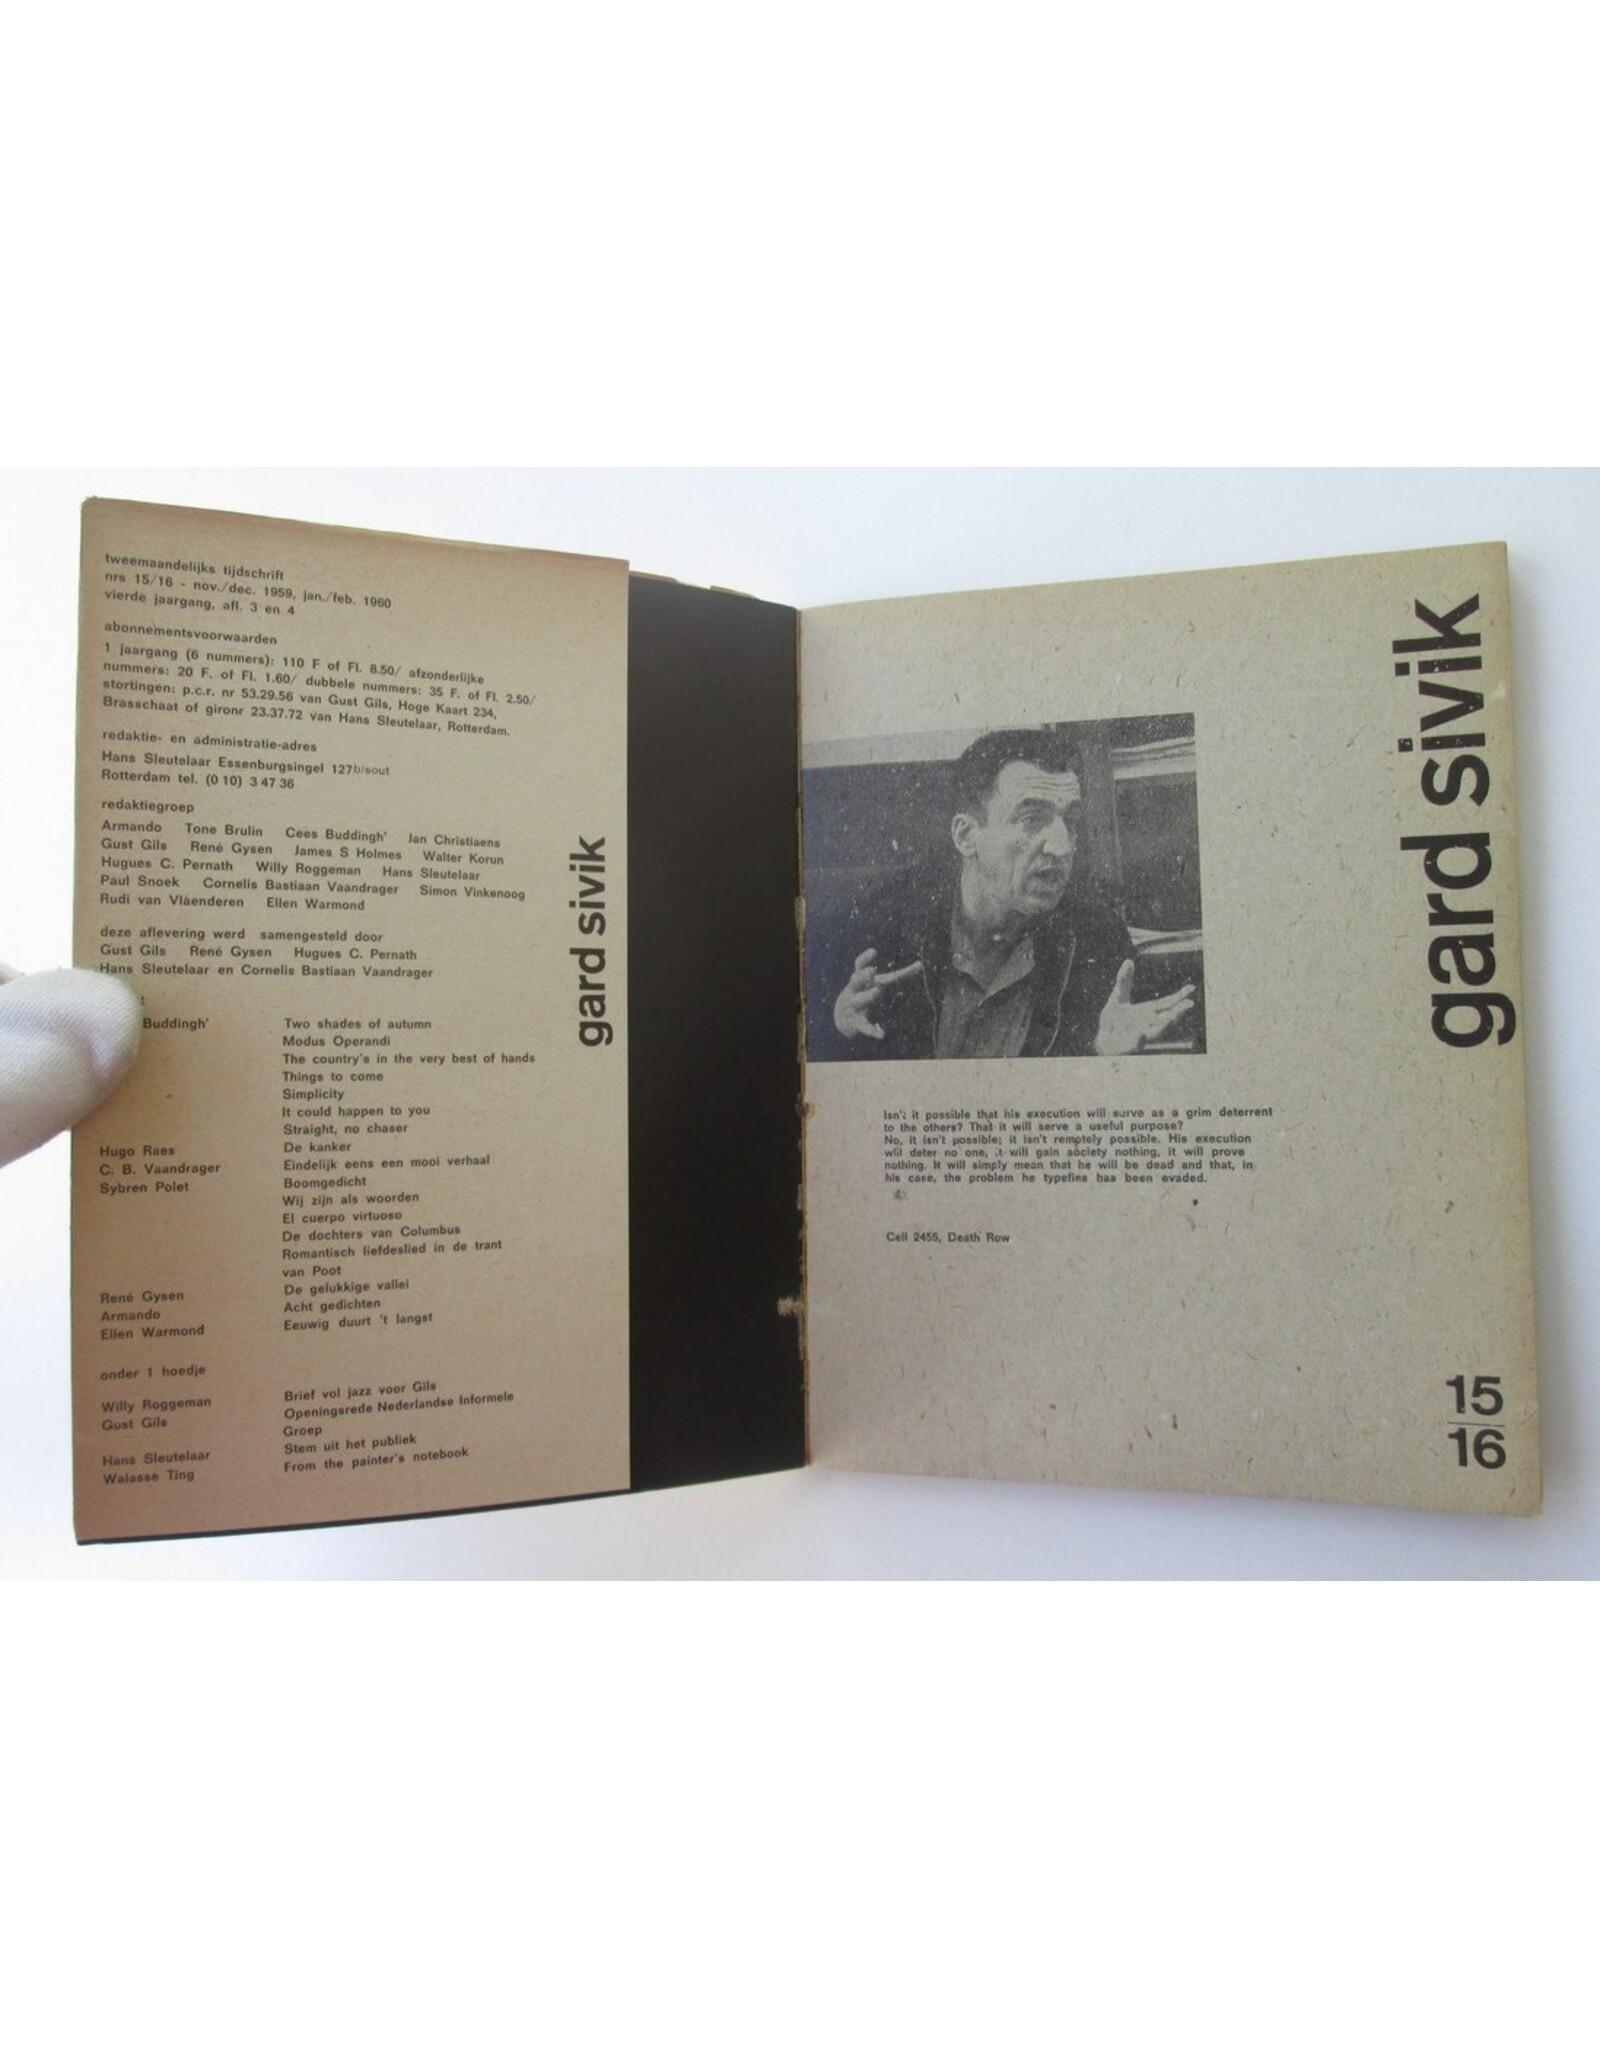 tweemaandelijks tijdschrift
nrs 15/16 - nov./dec. 1959, jan./feb. 1960
vierde jaargang, afl. 3 en 4
abonnementsvoorwaarden
1 jaargang (6 nummers): 110 F of Fl. 8.50/ afzonderlijke
nummers: 20 F. of Fl. 1.60/ dubbele nummers: 35 F. of Fl. 2.50/
stortingen: p.c.r. nr 53.29.56 van Gust Gils, Hoge Kaart 234,
Brasschaat of gironr 23.37.72 van Hans Sleutelaar, Rotterdam.
redaktie- en administratie-adres
Hans Sleutelaar Essenburgsingel 127b/sout
Rotterdam tel. (0 10) 3 47 36
redaktiegroep
Armando Tone Brulin Cees Buddingh' Jan Christiaens
Gust Gils René Gysen James S Holmes Walter Korun
Hugues C. Pernath Willy Roggeman Hans Sleutelaar
Paul Snoek Cornelis Bastiaan Vaandrager Simon Vinkenoog
Rudi van Vlaenderen Ellen Warmond
deze aflevering werd samengesteld door
Gust Gils René Gysen Hugues C. Pernath
Hans Sleutelaar en Cornelis Bastiaan Vaandrager
:
Buddingh' Two shades of autumn
Modus Operandi
The country's in the very best of hands
Things to come
Simplicity
It could happen to you
Straight, no chaser
Hugo Raes De kanker
C. B. Vaandrager Eindelijk eens een mooi verhaal
Sybren Polet Boomgedicht
Wij zijn als woorden
El cuerpo virtuoso
De dochters van Columbus
Romantisch liefdeslied in de trant
van Poot
René Gysen De gelukkige vallei
Armando Acht gedichten
Ellen Warmond Eeuwig duurt 't langst
onder 1 hoedje
Willy Roggeman Brief vol jazz voor Gils
Gust Gils Openingsrede Nederlandse Informele
Groep
Hans Sleutelaar Stem uit het publiek
Walasse Ting From the painter's notebook
gard sivik
gard sivik
Isn't it possible that his execution will serve as a grim deterrent
to the others? That it will serve a useful purpose?
No, it isn't possible; it isn't remotely possible. His execution
will deter no one, it will gain society nothing, it will prove
nothing. It will simply mean that he will be dead and that, in
his case, the problem he typefies has been evaded.
Cell 2455, Death Row
15
16